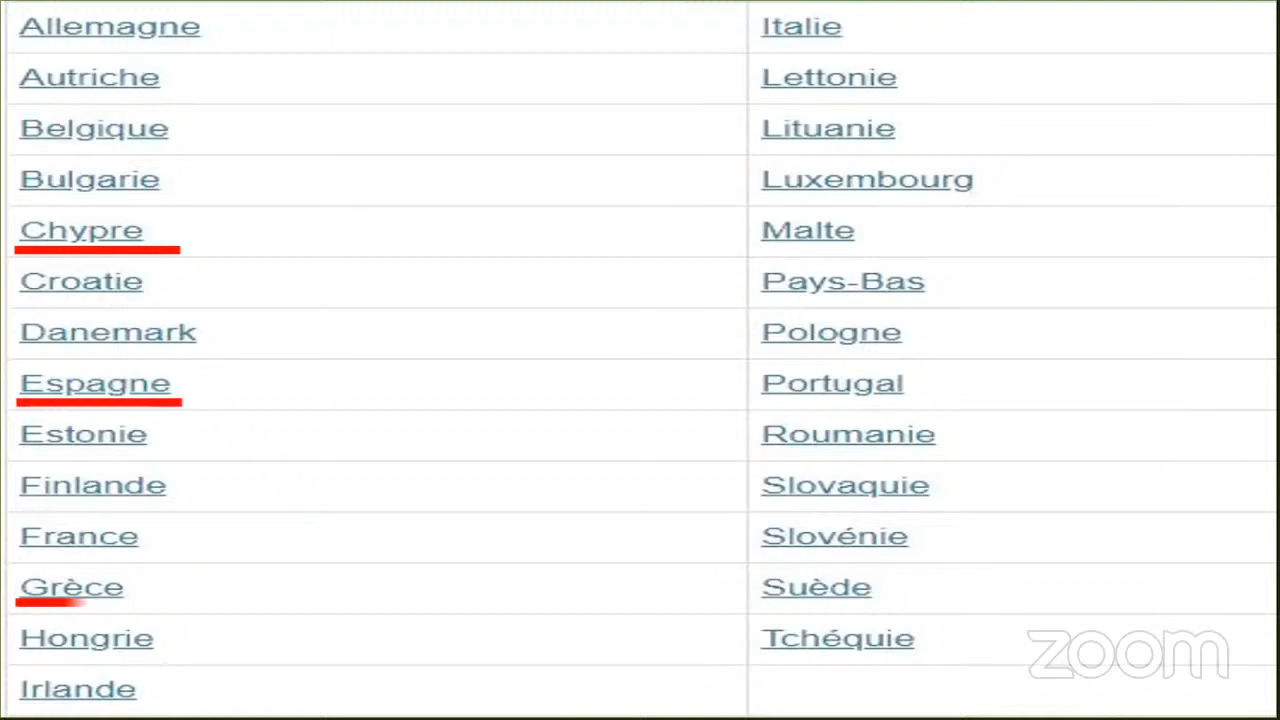 Allemagne
Autriche
Belgique
Bulgarie
Chypre
Croatie
Danemark
Espagne
Estonie
Finlande
France
Grèce
Hongrie
Irlande
Italie
Lettonie
Lituanie
Luxembourg
Malte
Pays-Bas
Pologne
Portugal
Roumanie
Slovaquie
Slovénie
Suède
Tchéquie
zoom